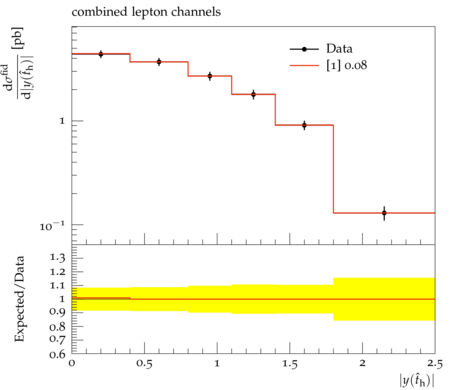 combined lepton channels
dσ^fid / d|y(t̂_h)| [pb]
Data
[1] 0.08
1
10^−1
Expected/Data
1.3
1.2
1.1
1
0.9
0.8
0.7
0.6
0 0.5 1 1.5 2 2.5
|y(t̂_h)|